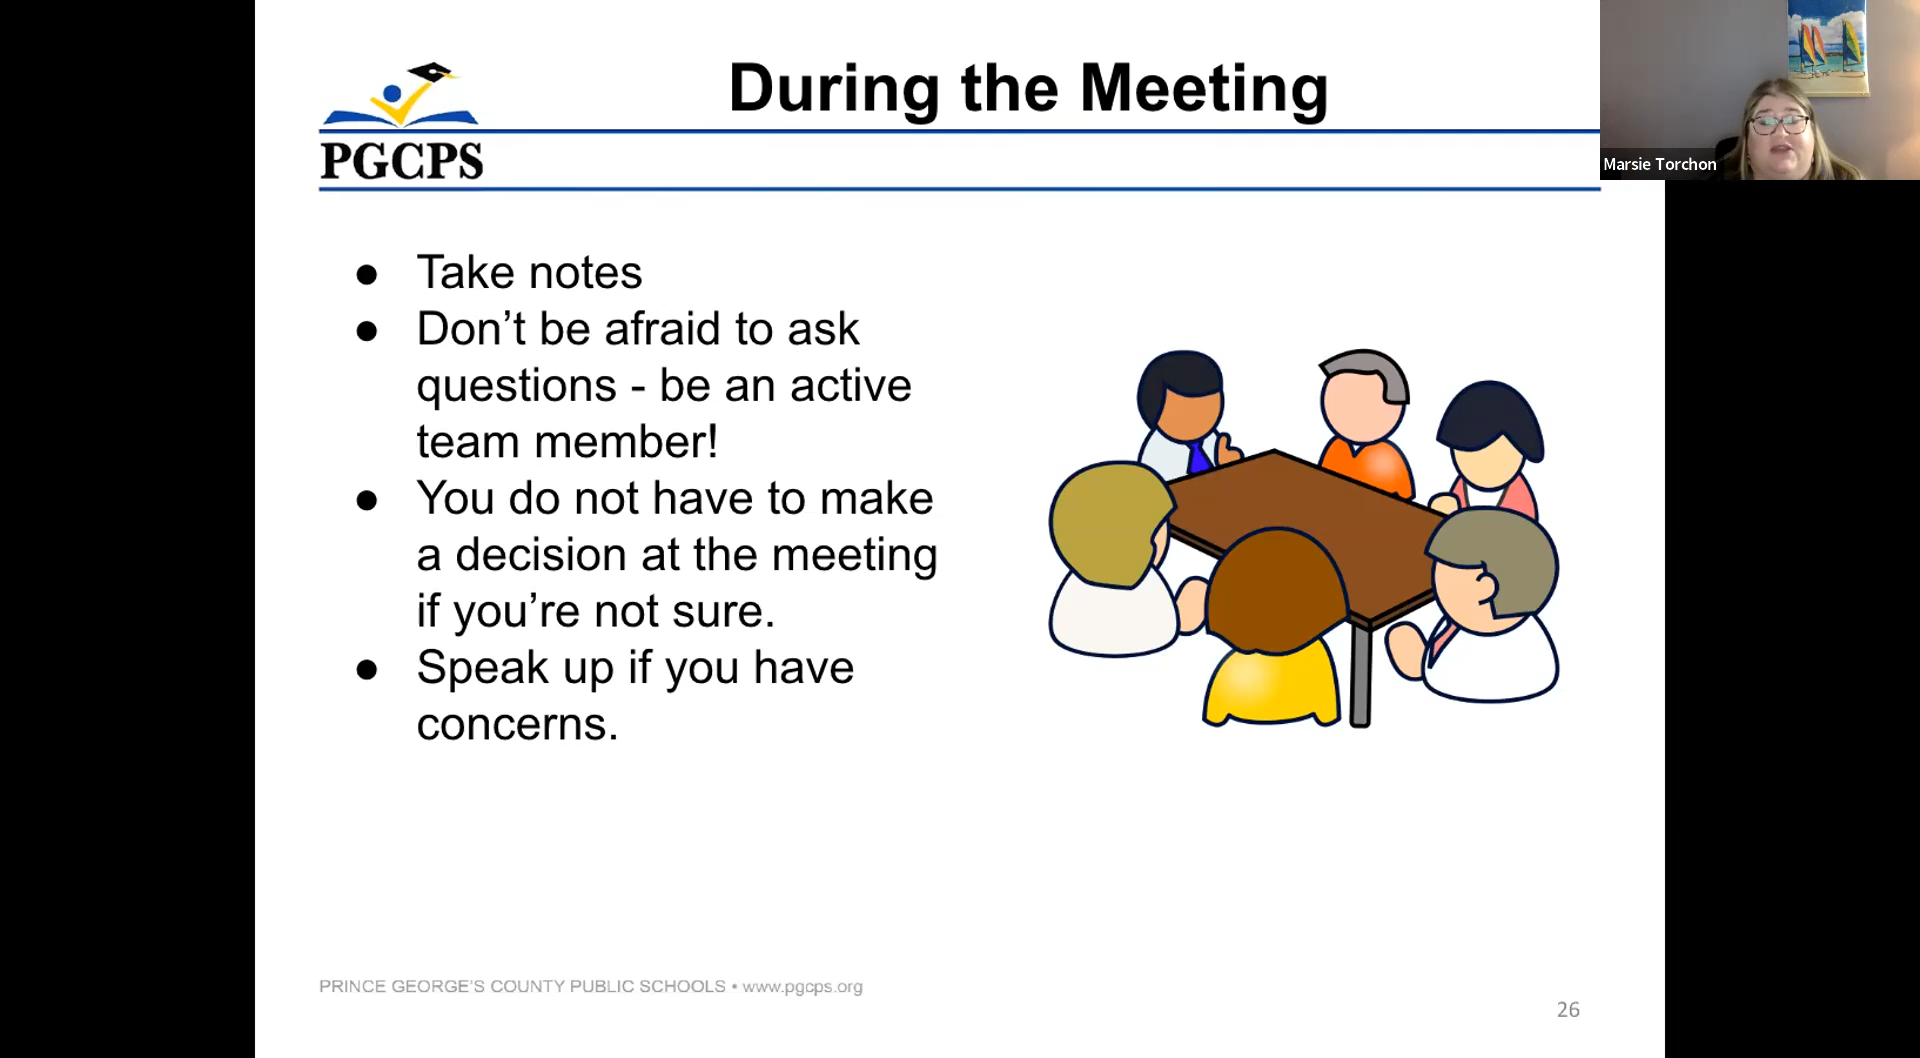 During the Meeting
PGCPS
Marsie Torchon
● Take notes
● Don’t be afraid to ask
questions - be an active
team member!
● You do not have to make
a decision at the meeting
if you’re not sure.
● Speak up if you have
concerns.
PRINCE GEORGE’S COUNTY PUBLIC SCHOOLS • www.pgcps.org
26